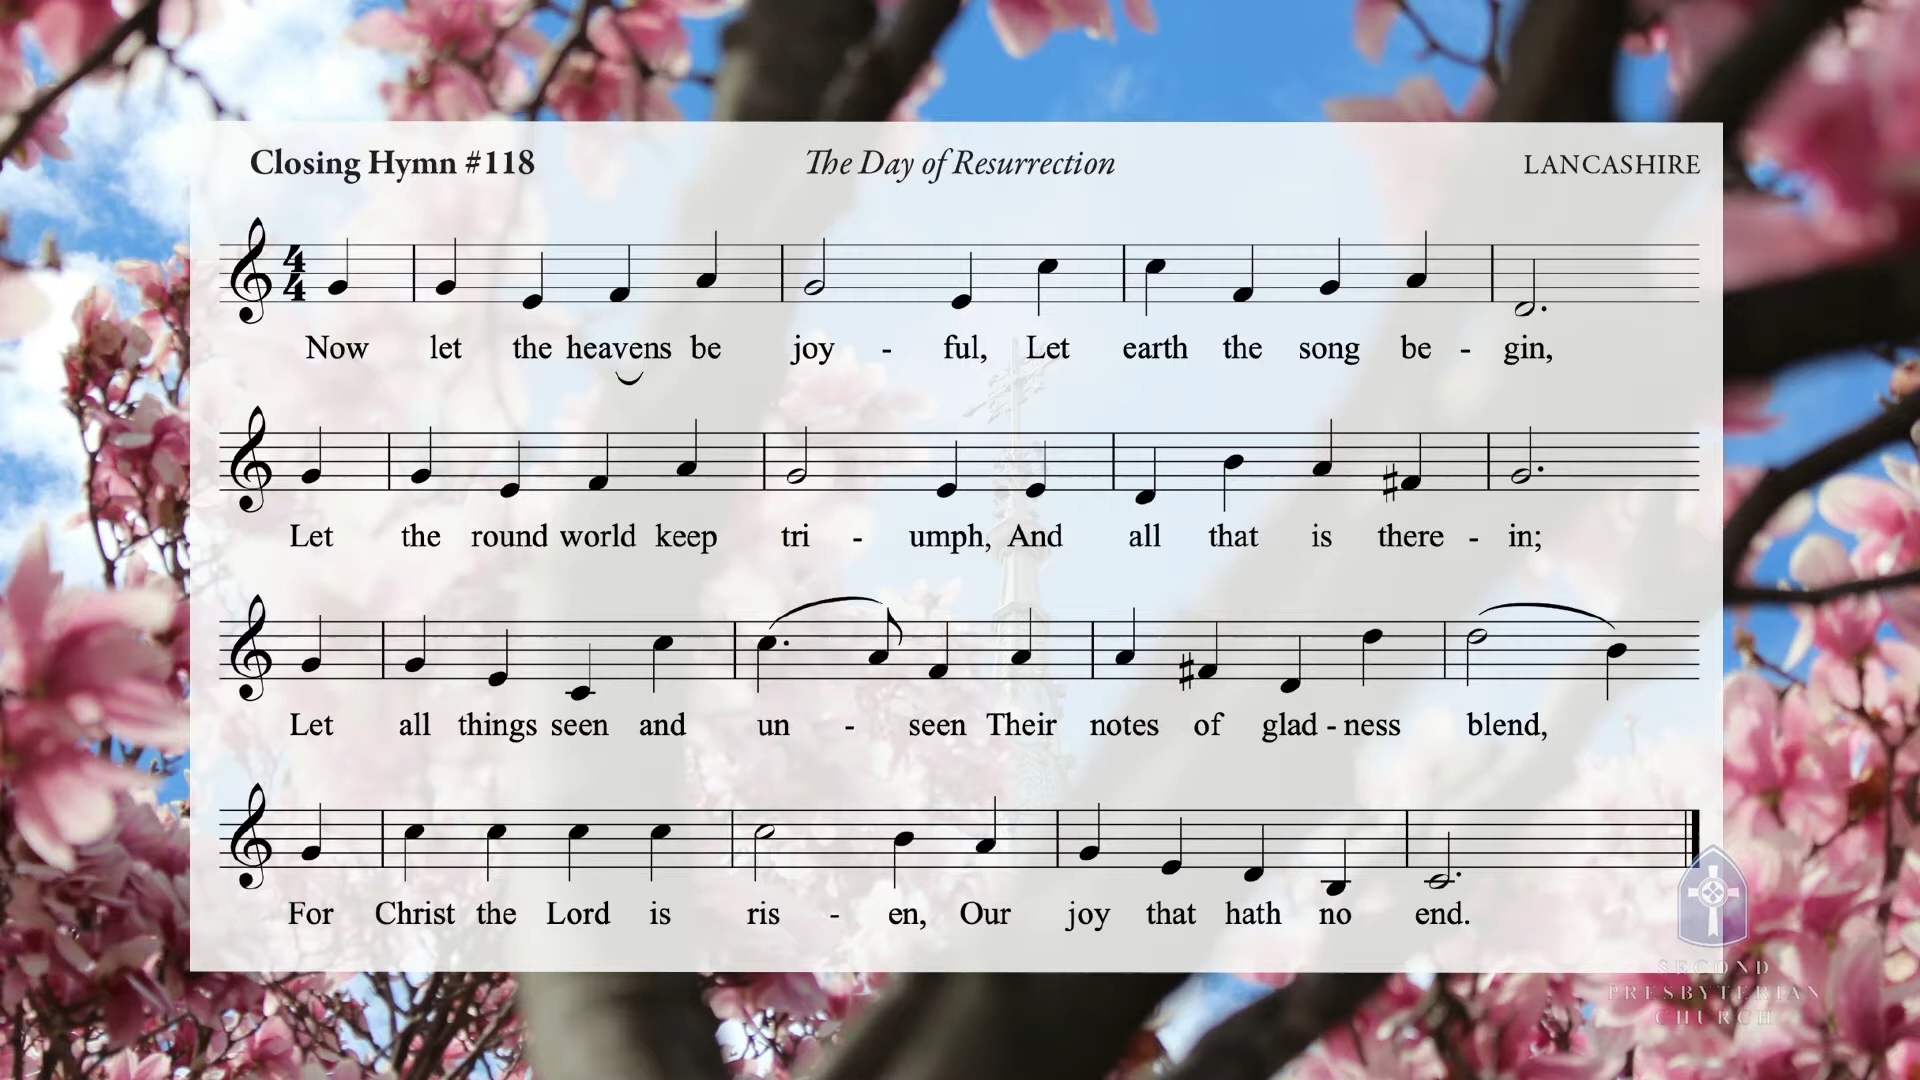 Closing Hymn #118 The Day of Resurrection LANCASHIRE
4
4
Now let the heavens be joy - ful, Let earth the song be - gin,
Let the round world keep tri - umph, And all that is there - in;
Let all things seen and un - seen Their notes of glad - ness blend,
For Christ the Lord is ris - en, Our joy that hath no end.
SECOND
PRESBYTERIAN
CHURCH